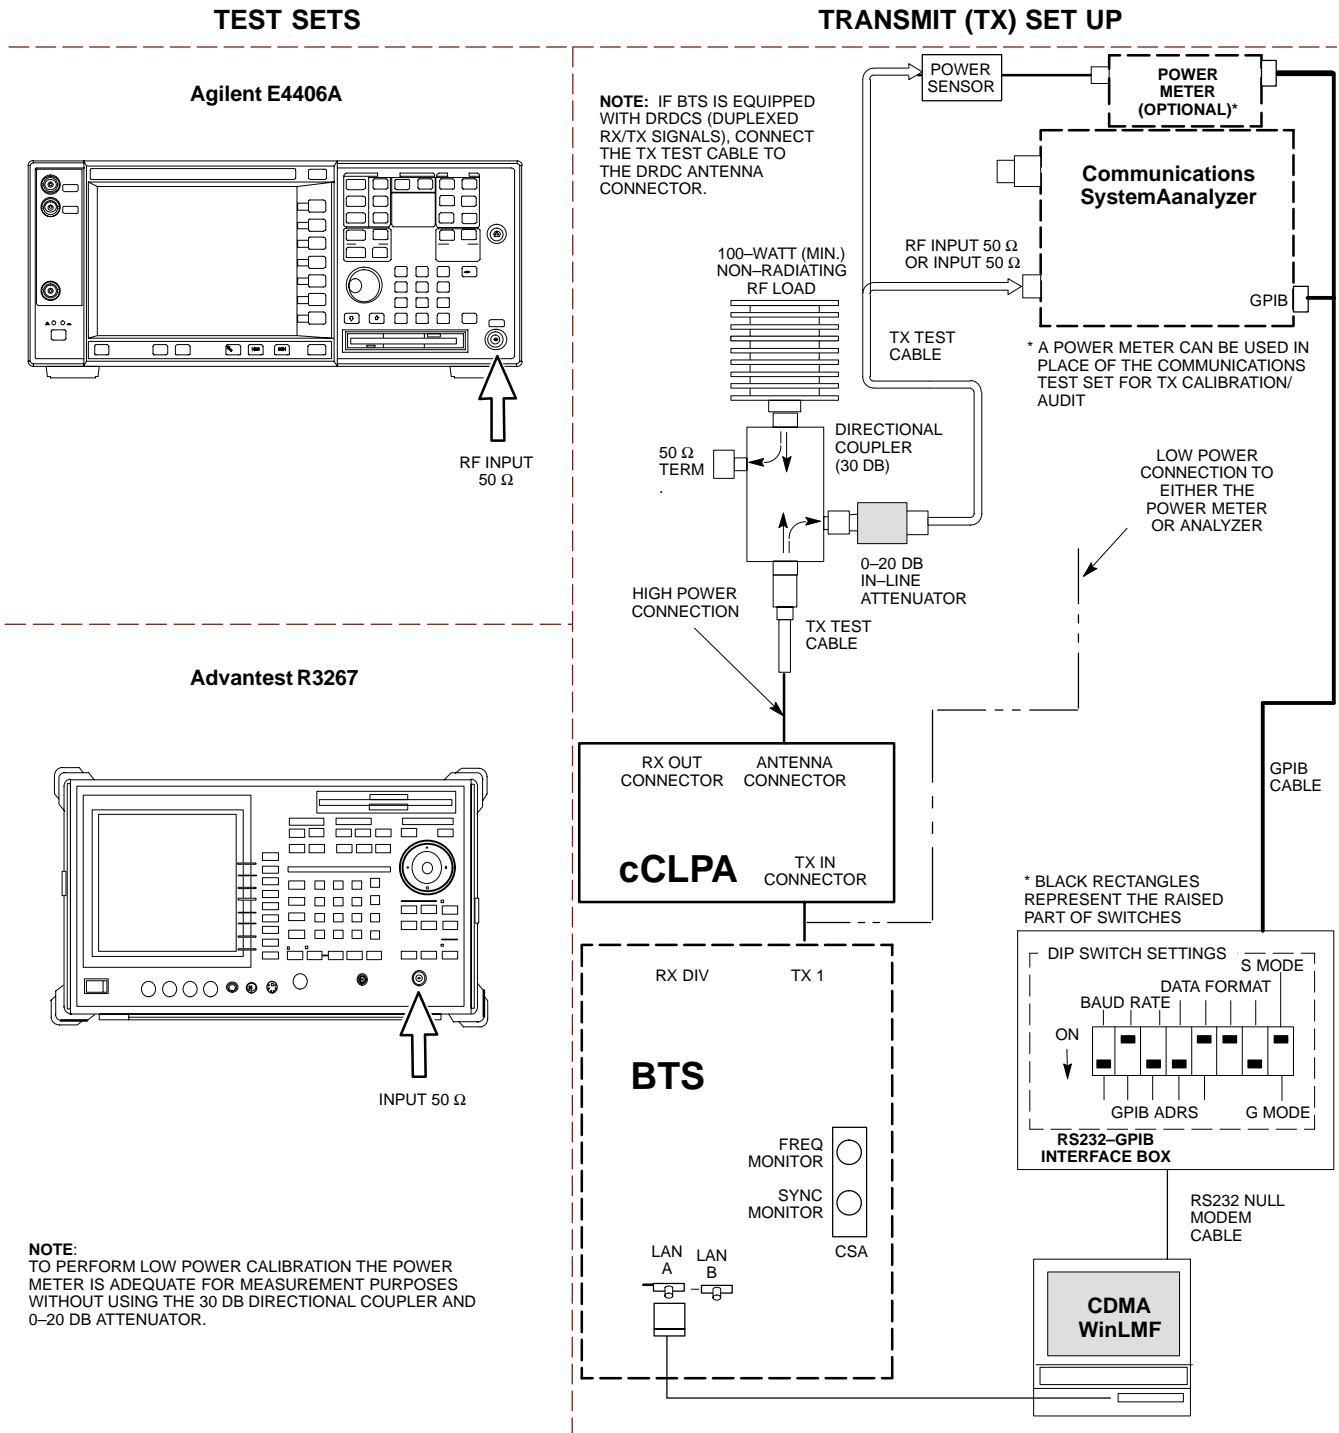 TEST SETS
TRANSMIT (TX) SET UP
Agilent E4406A
RF INPUT
50 Ω
Advantest R3267
INPUT 50 Ω
NOTE:
TO PERFORM LOW POWER CALIBRATION THE POWER
METER IS ADEQUATE FOR MEASUREMENT PURPOSES
WITHOUT USING THE 30 DB DIRECTIONAL COUPLER AND
0–20 DB ATTENUATOR.
NOTE: IF BTS IS EQUIPPED
WITH DRDCS (DUPLEXED
RX/TX SIGNALS), CONNECT
THE TX TEST CABLE TO
THE DRDC ANTENNA
CONNECTOR.
POWER
SENSOR
POWER
METER
(OPTIONAL)*
Communications
SystemAanalyzer
RF INPUT 50 Ω
OR INPUT 50 Ω
GPIB
100–WATT (MIN.)
NON–RADIATING
RF LOAD
TX TEST
CABLE
* A POWER METER CAN BE USED IN
PLACE OF THE COMMUNICATIONS
TEST SET FOR TX CALIBRATION/
AUDIT
50 Ω
TERM
.
DIRECTIONAL
COUPLER
(30 DB)
LOW POWER
CONNECTION TO
EITHER THE
POWER METER
OR ANALYZER
0–20 DB
IN–LINE
ATTENUATOR
HIGH POWER
CONNECTION
TX TEST
CABLE
RX OUT
CONNECTOR
ANTENNA
CONNECTOR
cCLPA
TX IN
CONNECTOR
GPIB
CABLE
* BLACK RECTANGLES
REPRESENT THE RAISED
PART OF SWITCHES
DIP SWITCH SETTINGS
S MODE
DATA FORMAT
BAUD RATE
ON
GPIB ADRS
G MODE
RS232–GPIB
INTERFACE BOX
RX DIV
TX 1
BTS
FREQ
MONITOR
SYNC
MONITOR
CSA
LAN
A
LAN
B
RS232 NULL
MODEM
CABLE
CDMA
WinLMF